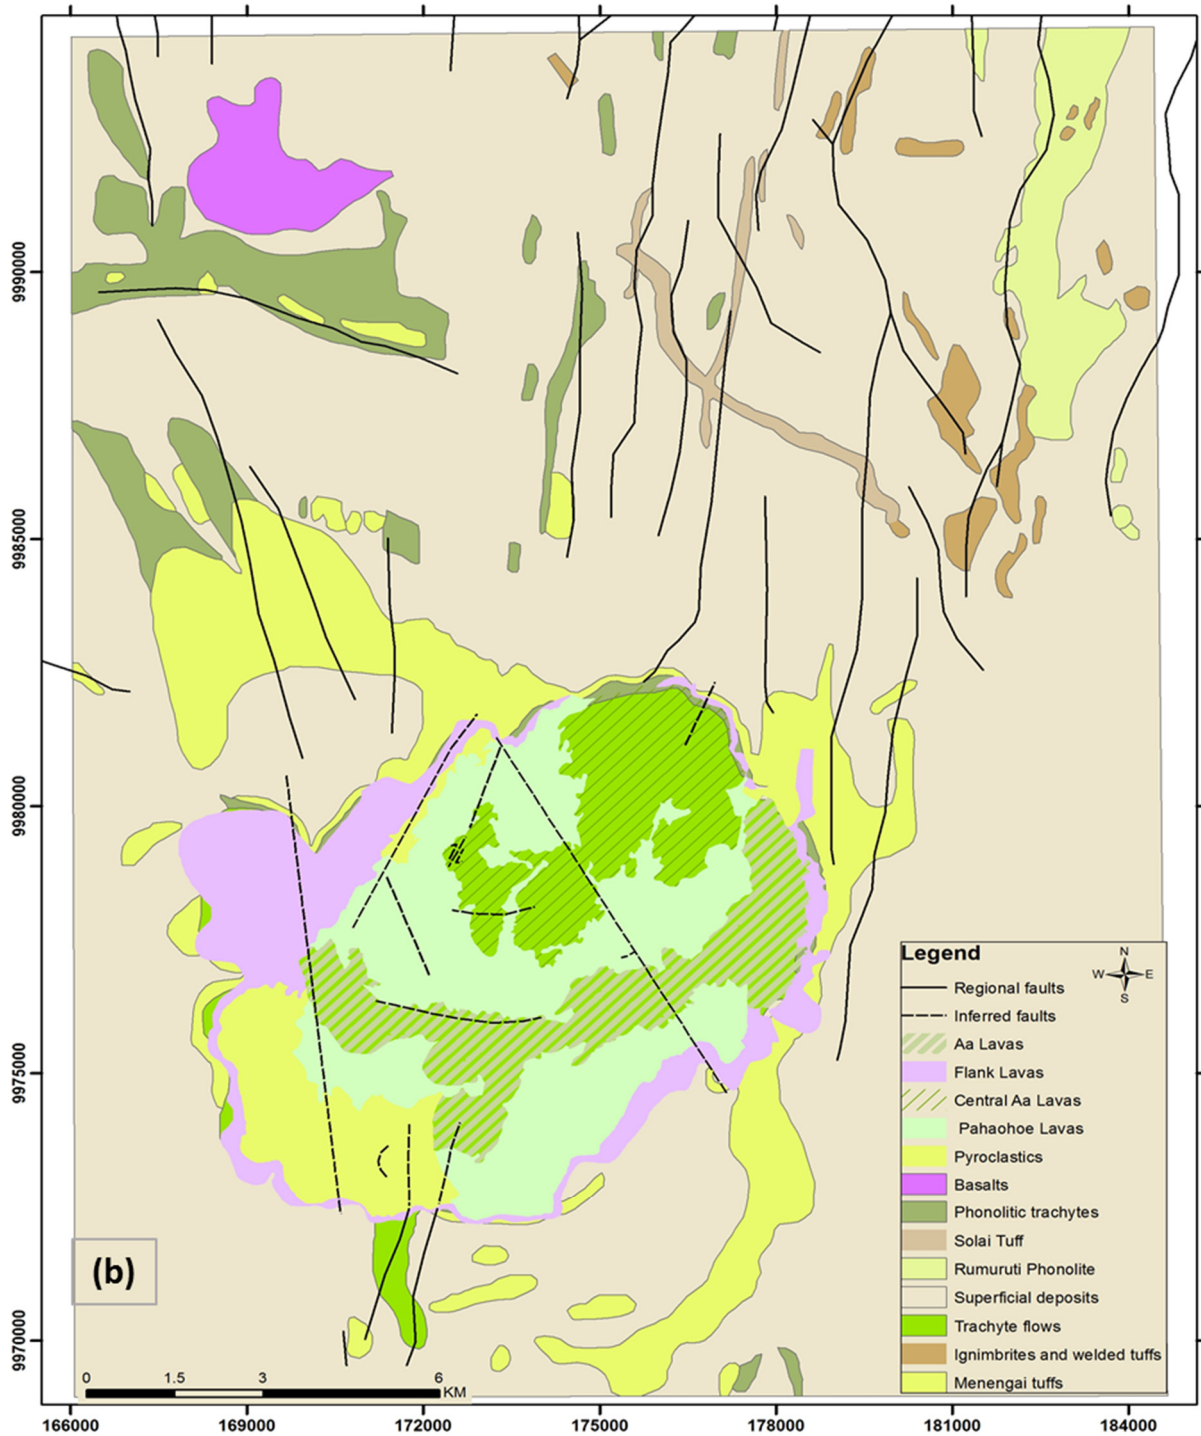 9990000
9985000
9980000
9975000
9970000
Legend
N
W E
S
Regional faults
Inferred faults
Aa Lavas
Flank Lavas
Central Aa Lavas
Pahaohoe Lavas
Pyroclastics
Basalts
Phonolitic trachytes
Solai Tuff
Rumuruti Phonolite
Superficial deposits
Trachyte flows
Ignimbrites and welded tuffs
Menengai tuffs
(b)
0 1.5 3 6
KM
166000 169000 172000 175000 178000 181000 184000